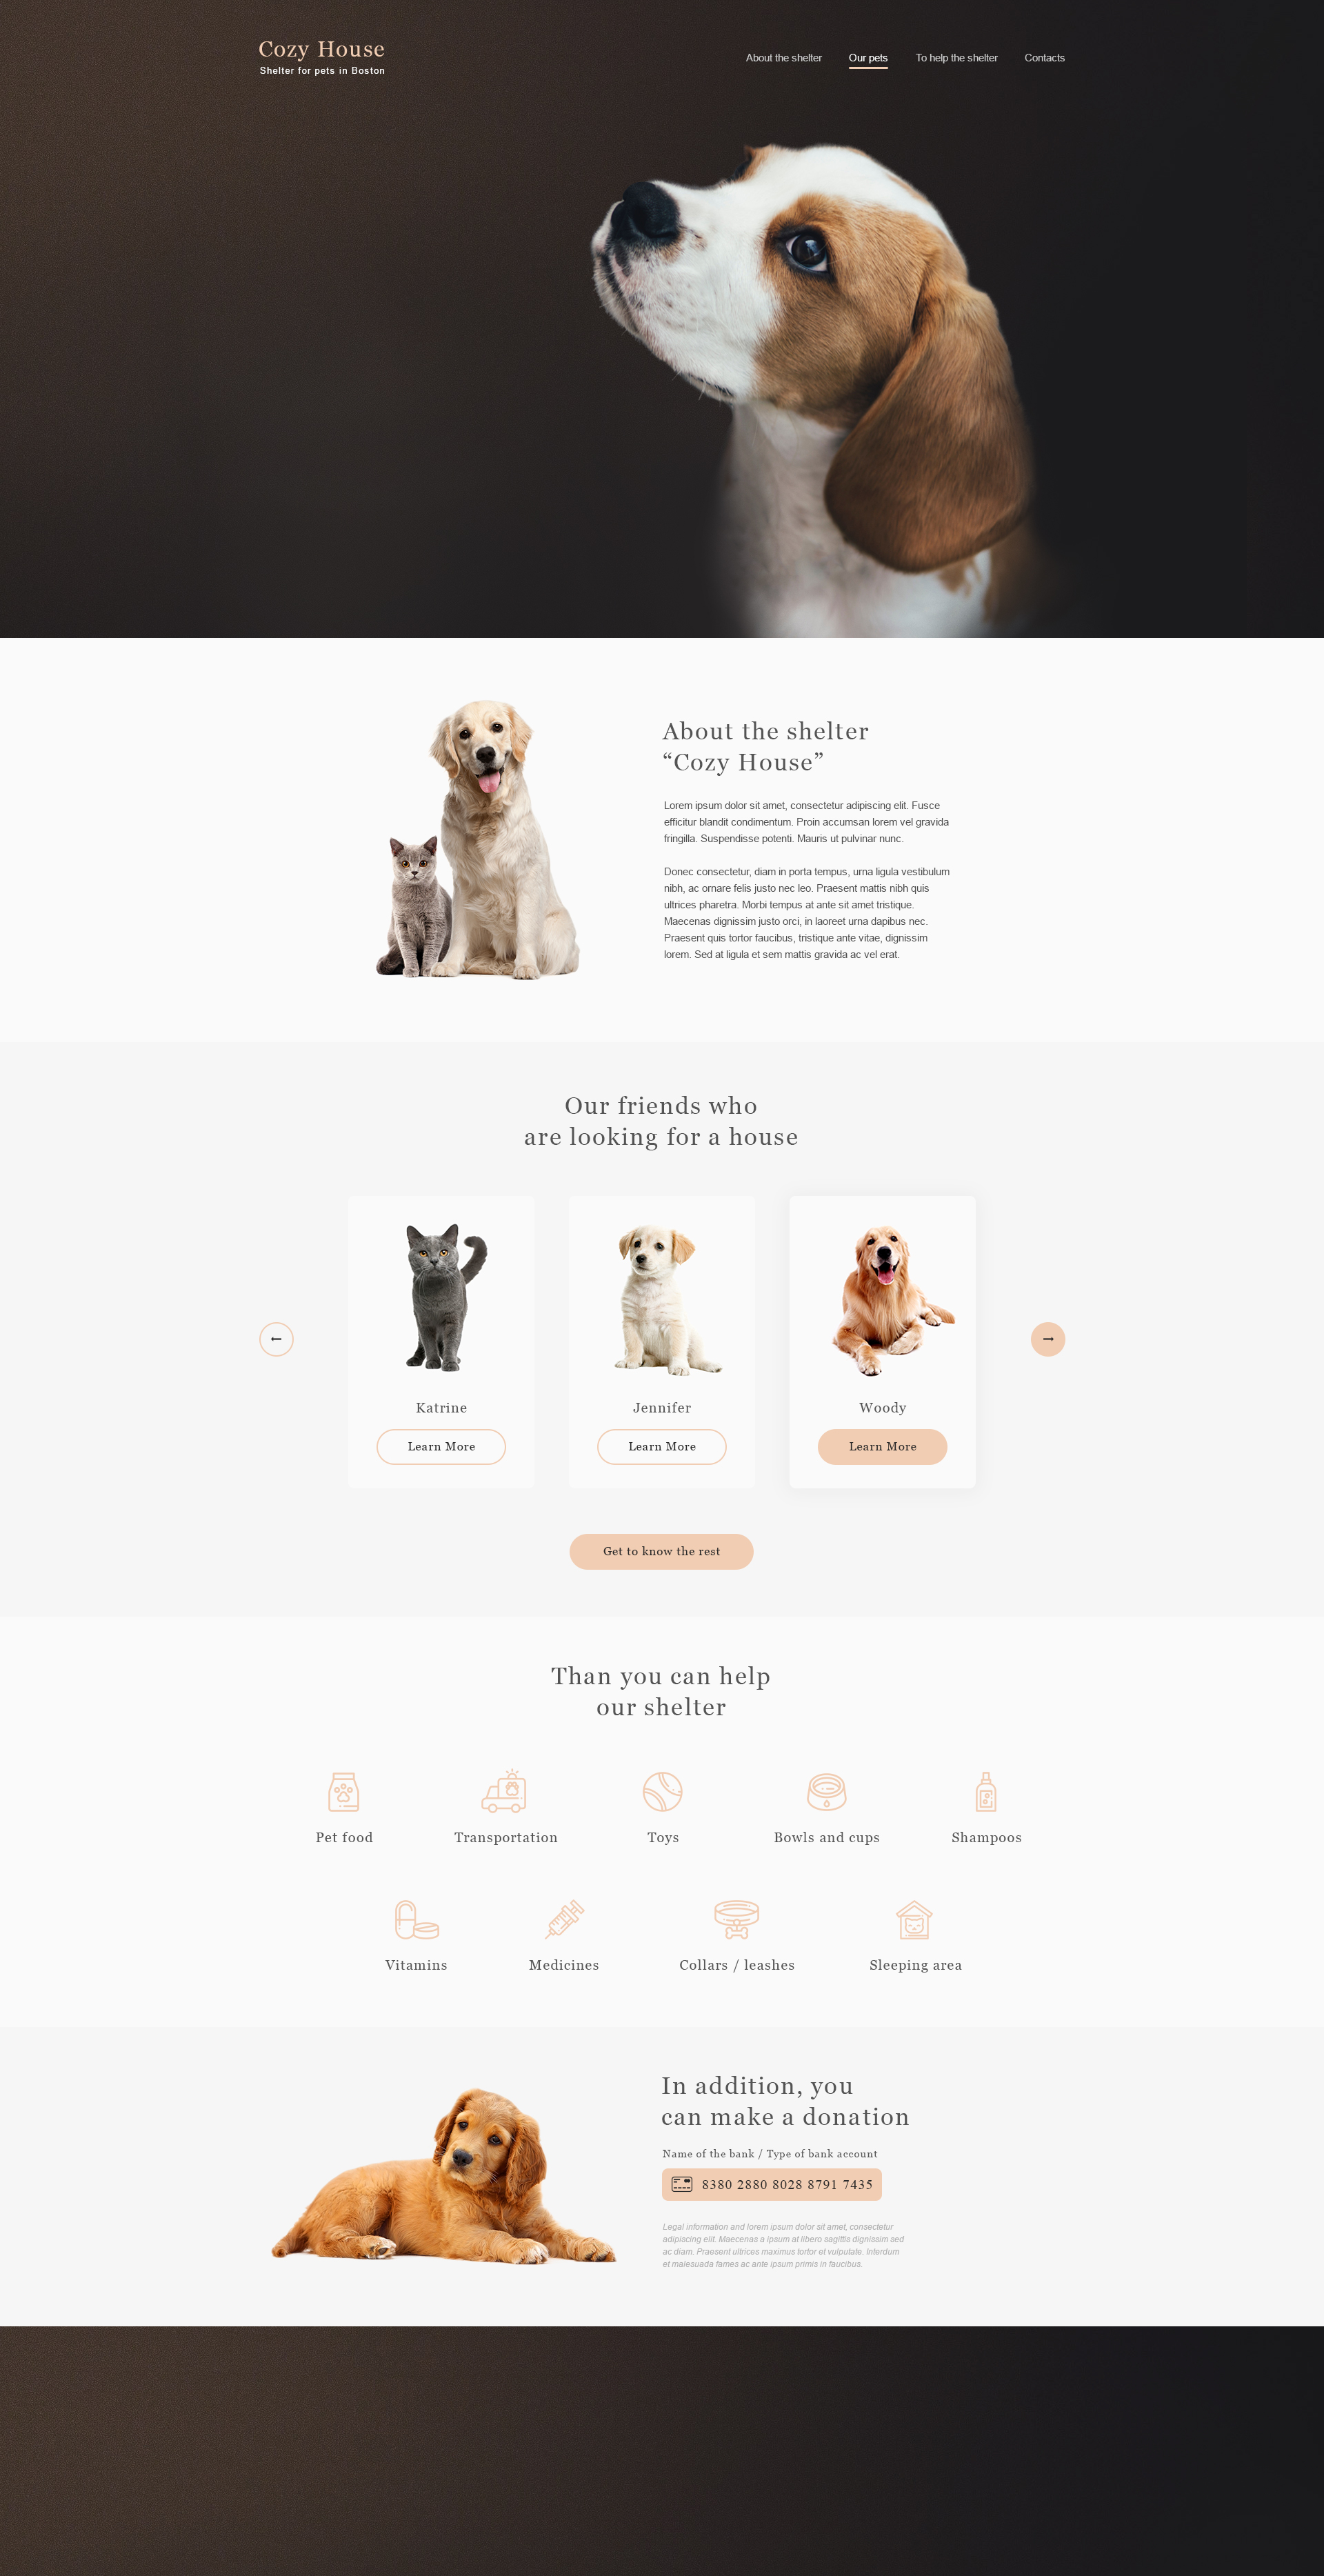 Cozy House
Shelter for pets in Boston
About the shelter
Our pets
To help the shelter
Contacts
About the shelter
“Cozy House”
Lorem ipsum dolor sit amet, consectetur adipiscing elit. Fusce
efficitur blandit condimentum. Proin accumsan lorem vel gravida
fringilla. Suspendisse potenti. Mauris ut pulvinar nunc.
Donec consectetur, diam in porta tempus, urna ligula vestibulum
nibh, ac ornare felis justo nec leo. Praesent mattis nibh quis
ultrices pharetra. Morbi tempus at ante sit amet tristique.
Maecenas dignissim justo orci, in laoreet urna dapibus nec.
Praesent quis tortor faucibus, tristique ante vitae, dignissim
lorem. Sed at ligula et sem mattis gravida ac vel erat.
Our friends who
are looking for a house
Katrine
Learn More
Jennifer
Learn More
Woody
Learn More
Get to know the rest
Than you can help
our shelter
Pet food
Transportation
Toys
Bowls and cups
Shampoos
Vitamins
Medicines
Collars / leashes
Sleeping area
In addition, you
can make a donation
Name of the bank / Type of bank account
8380 2880 8028 8791 7435
Legal information and lorem ipsum dolor sit amet, consectetur
adipiscing elit. Maecenas a ipsum at libero sagittis dignissim sed
ac diam. Praesent ultrices maximus tortor et vulputate. Interdum
et malesuada fames ac ante ipsum primis in faucibus.